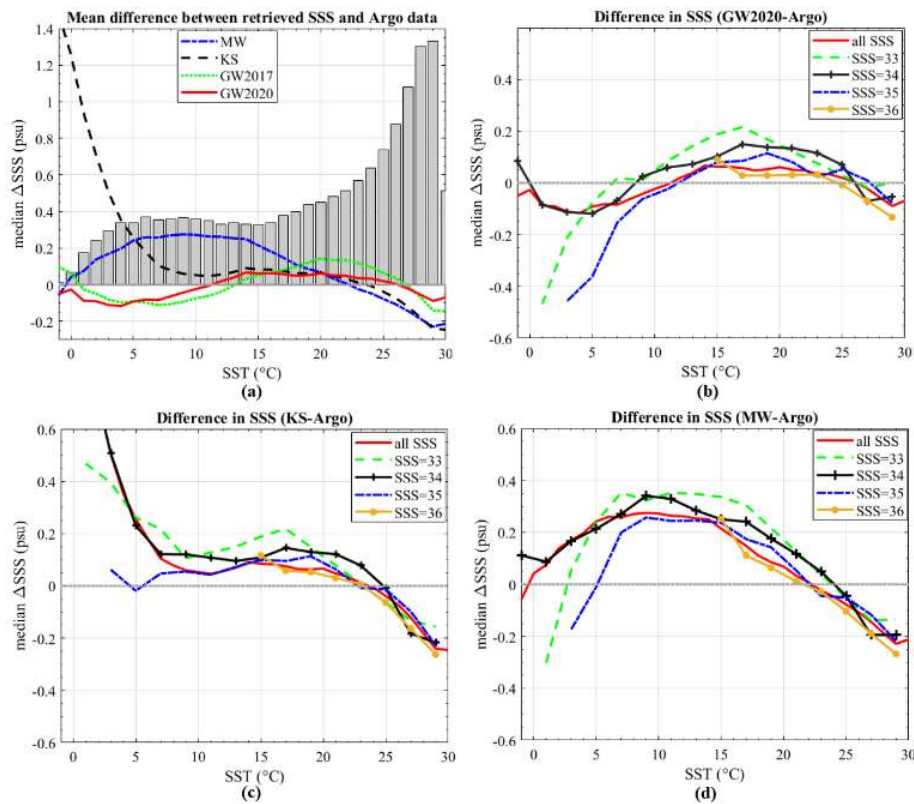 Mean difference between retrieved SSS and Argo data
1.4
1.2
1
0.8
0.6
0.4
0.2
0
-0.2
median ΔSSS (psu)
MW
KS
GW2017
GW2020
0 5 10 15 20 25 30
SST (°C)
(a)
Difference in SSS (GW2020-Argo)
0.4
0.2
0
-0.2
-0.4
-0.6
median ΔSSS (psu)
all SSS
SSS=33
SSS=34
SSS=35
SSS=36
0 5 10 15 20 25 30
SST (°C)
(b)
Difference in SSS (KS-Argo)
0.6
0.4
0.2
0
-0.2
-0.4
-0.6
median ΔSSS (psu)
all SSS
SSS=33
SSS=34
SSS=35
SSS=36
0 5 10 15 20 25 30
SST (°C)
(c)
Difference in SSS (MW-Argo)
0.6
0.4
0.2
0
-0.2
-0.4
-0.6
median ΔSSS (psu)
all SSS
SSS=33
SSS=34
SSS=35
SSS=36
0 5 10 15 20 25 30
SST (°C)
(d)